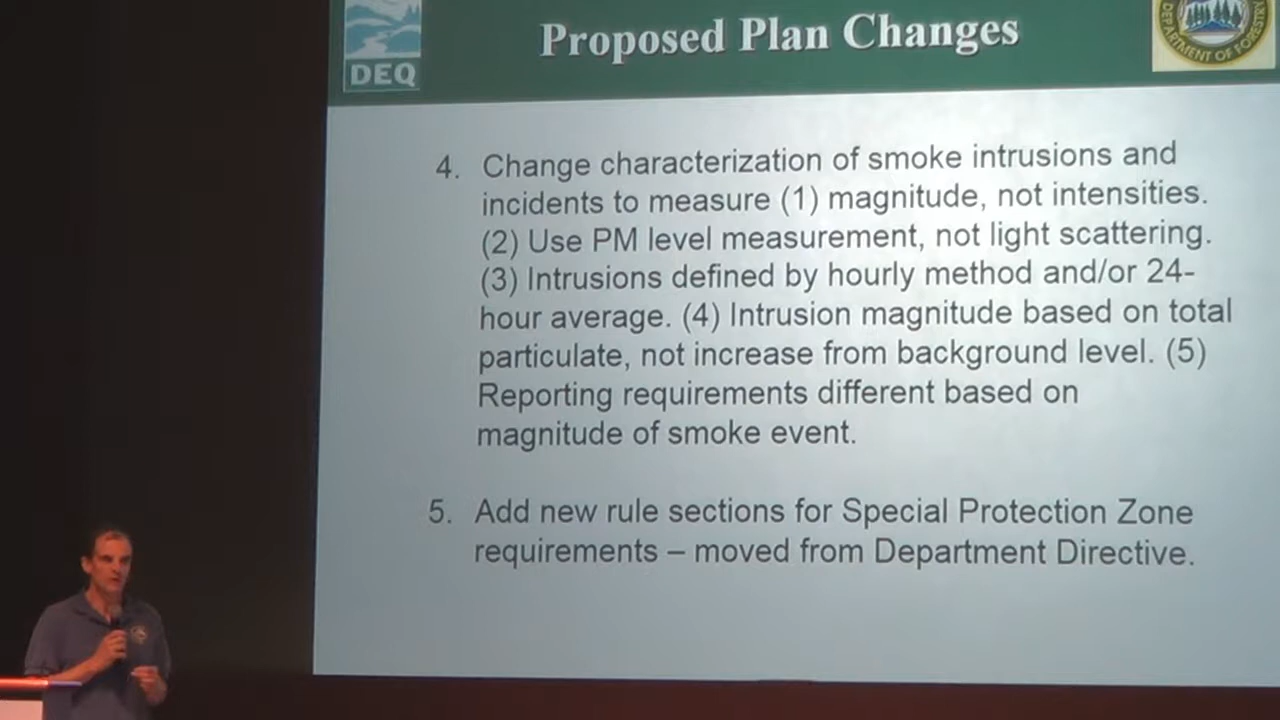 Proposed Plan Changes
DEQ
DEPARTMENT OF FORESTRY
4. Change characterization of smoke intrusions and
incidents to measure (1) magnitude, not intensities.
(2) Use PM level measurement, not light scattering.
(3) Intrusions defined by hourly method and/or 24-
hour average. (4) Intrusion magnitude based on total
particulate, not increase from background level. (5)
Reporting requirements different based on
magnitude of smoke event.
5. Add new rule sections for Special Protection Zone
requirements – moved from Department Directive.